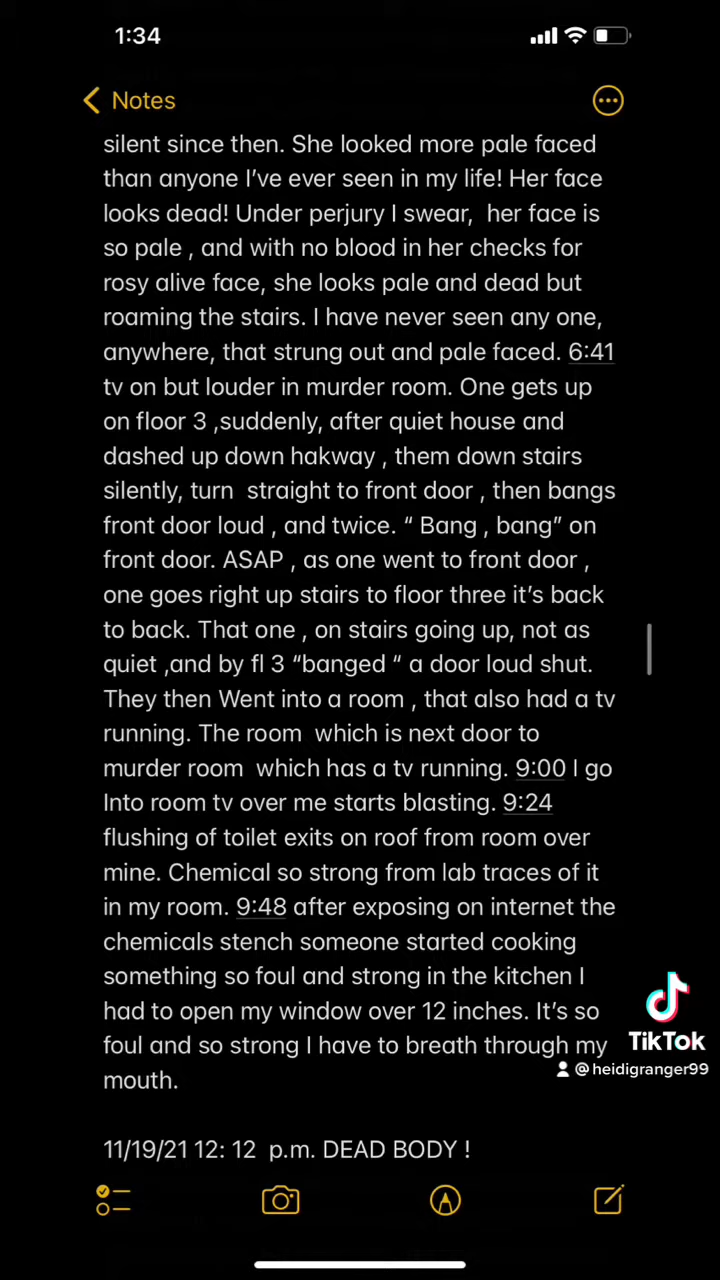 1:34
Notes
silent since then. She looked more pale faced
than anyone I've ever seen in my life! Her face
looks dead! Under perjury I swear,  her face is
so pale , and with no blood in her checks for
rosy alive face, she looks pale and dead but
roaming the stairs. I have never seen any one,
anywhere, that strung out and pale faced. 6:41
tv on but louder in murder room. One gets up
on floor 3 ,suddenly, after quiet house and
dashed up down hakway , them down stairs
silently, turn  straight to front door , then bangs
front door loud , and twice. “ Bang , bang” on
front door. ASAP , as one went to front door ,
one goes right up stairs to floor three it's back
to back. That one , on stairs going up, not as
quiet ,and by fl 3 “banged “ a door loud shut.
They then Went into a room , that also had a tv
running. The room  which is next door to
murder room  which has a tv running. 9:00 I go
Into room tv over me starts blasting. 9:24
flushing of toilet exits on roof from room over
mine. Chemical so strong from lab traces of it
in my room. 9:48 after exposing on internet the
chemicals stench someone started cooking
something so foul and strong in the kitchen I
had to open my window over 12 inches. It's so
foul and so strong I have to breath through my
mouth.
TikTok
@heidigranger99
11/19/21 12: 12  p.m. DEAD BODY !